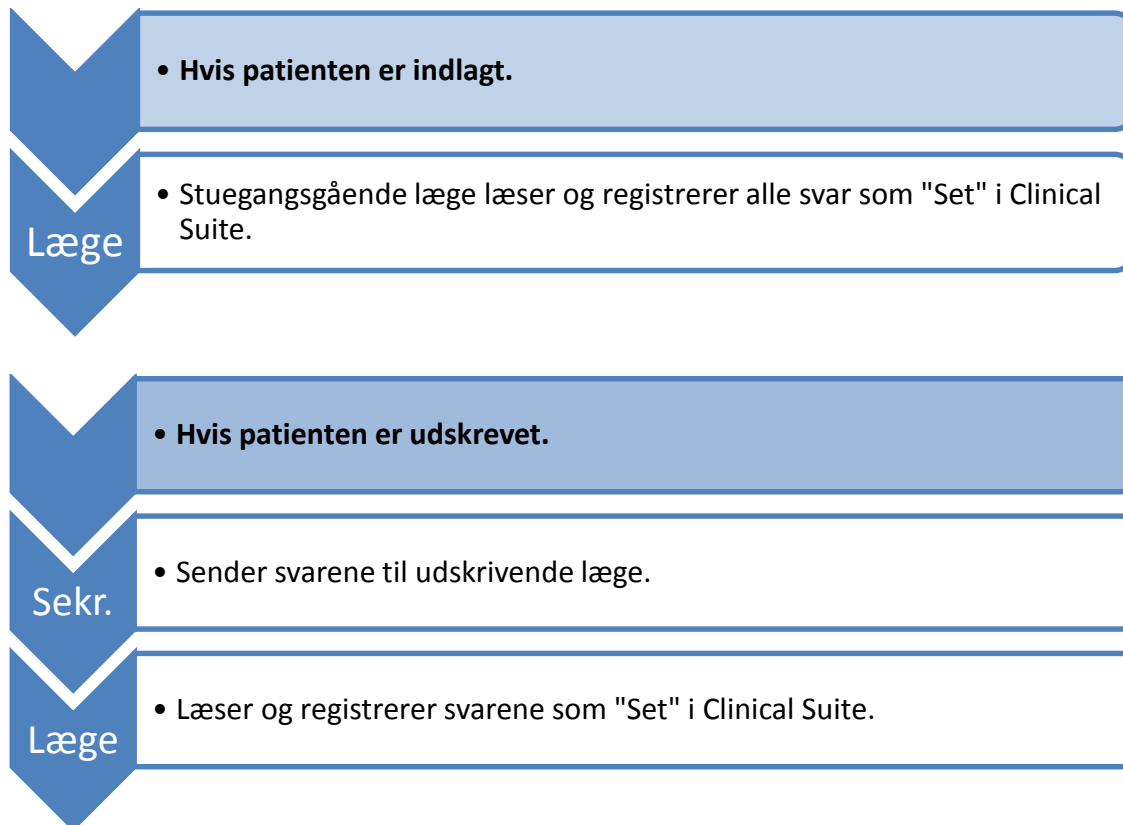 • Hvis patienten er indlagt.
Læge
• Stuegangsgående læge læser og registrerer alle svar som "Set" i Clinical
Suite.
• Hvis patienten er udskrevet.
Sekr.
• Sender svarene til udskrivende læge.
Læge
• Læser og registrerer svarene som "Set" i Clinical Suite.